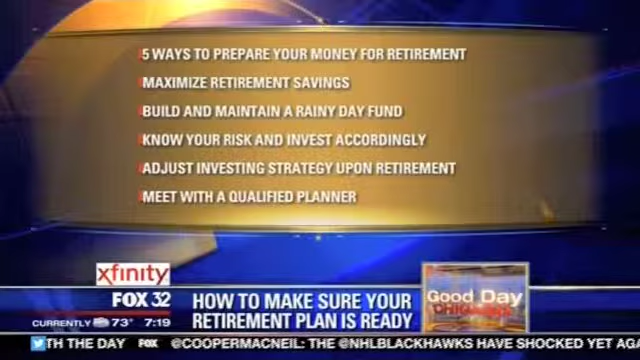 5 WAYS TO PREPARE YOUR MONEY FOR RETIREMENT
MAXIMIZE RETIREMENT SAVINGS
BUILD AND MAINTAIN A RAINY DAY FUND
KNOW YOUR RISK AND INVEST ACCORDINGLY
ADJUST INVESTING STRATEGY UPON RETIREMENT
MEET WITH A QUALIFIED PLANNER
xfinity
FOX 32
HOW TO MAKE SURE YOUR
RETIREMENT PLAN IS READY
Good Day
CHICAGO
CURRENTLY 73° 7:19
TH THE DAY FOX @COOPERMACNEIL: THE @NHLBLACKHAWKS HAVE SHOCKED YET AGA